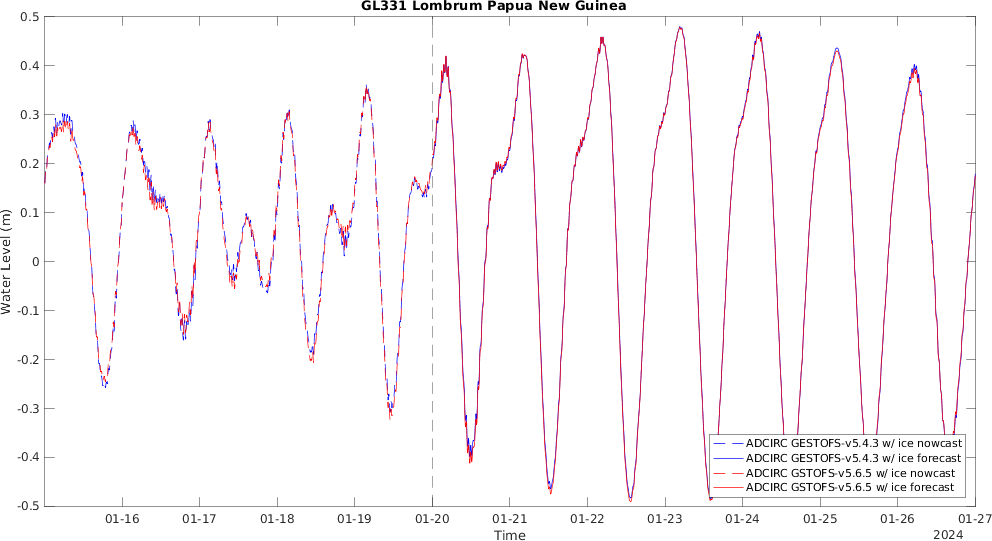 GL331 Lombrum Papua New Guinea
0.5
0.4
0.3
0.2
0.1
0
-0.1
-0.2
-0.3
-0.4
-0.5
Water Level (m)
ADCIRC GESTOFS-v5.4.3 w/ ice nowcast
ADCIRC GESTOFS-v5.4.3 w/ ice forecast
ADCIRC GSTOFS-v5.6.5 w/ ice nowcast
ADCIRC GSTOFS-v5.6.5 w/ ice forecast
01-16 01-17 01-18 01-19 01-20 01-21 01-22 01-23 01-24 01-25 01-26 01-27
Time
2024